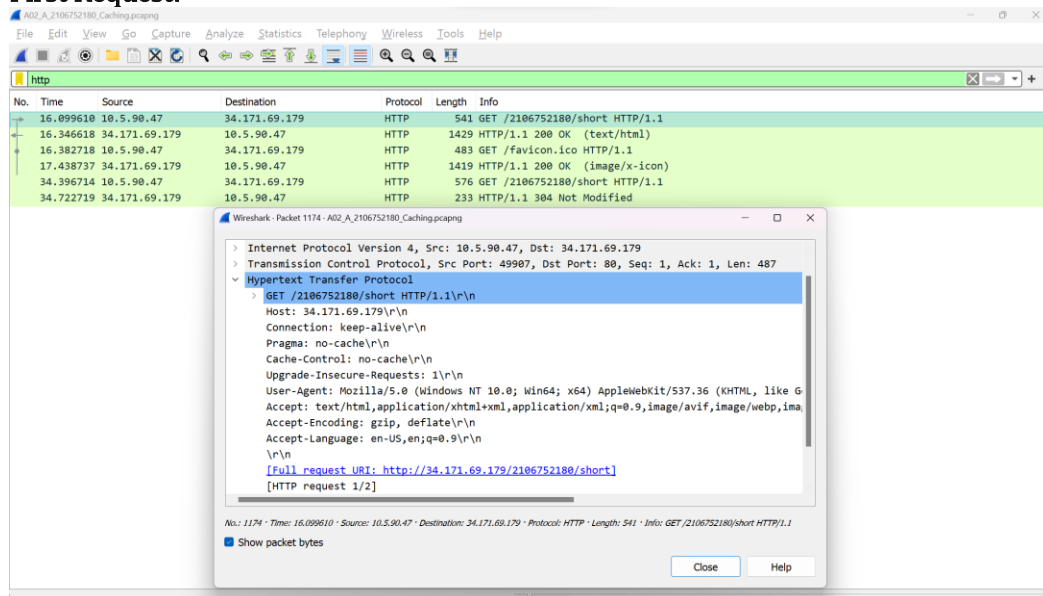 First Request:
A02_A_2106752180_Caching.pcapng
File Edit View Go Capture Analyze Statistics Telephony Wireless Tools Help
http
No. Time Source Destination Protocol Length Info
16.099610 10.5.90.47 34.171.69.179 HTTP 541 GET /2106752180/short HTTP/1.1
16.346618 34.171.69.179 10.5.90.47 HTTP 1429 HTTP/1.1 200 OK (text/html)
16.382718 10.5.90.47 34.171.69.179 HTTP 483 GET /favicon.ico HTTP/1.1
17.438737 34.171.69.179 10.5.90.47 HTTP 1419 HTTP/1.1 200 OK (image/x-icon)
34.396714 10.5.90.47 34.171.69.179 HTTP 576 GET /2106752180/short HTTP/1.1
34.722719 34.171.69.179 10.5.90.47 HTTP 233 HTTP/1.1 304 Not Modified
Wireshark · Packet 1174 · A02_A_2106752180_Caching.pcapng
Internet Protocol Version 4, Src: 10.5.90.47, Dst: 34.171.69.179
Transmission Control Protocol, Src Port: 49907, Dst Port: 80, Seq: 1, Ack: 1, Len: 487
Hypertext Transfer Protocol
GET /2106752180/short HTTP/1.1\r\n
Host: 34.171.69.179\r\n
Connection: keep-alive\r\n
Pragma: no-cache\r\n
Cache-Control: no-cache\r\n
Upgrade-Insecure-Requests: 1\r\n
User-Agent: Mozilla/5.0 (Windows NT 10.0; Win64; x64) AppleWebKit/537.36 (KHTML, like G
Accept: text/html,application/xhtml+xml,application/xml;q=0.9,image/avif,image/webp,ima
Accept-Encoding: gzip, deflate\r\n
Accept-Language: en-US,en;q=0.9\r\n
\r\n
[Full request URI: http://34.171.69.179/2106752180/short]
[HTTP request 1/2]
No.: 1174 · Time: 16.099610 · Source: 10.5.90.47 · Destination: 34.171.69.179 · Protocol: HTTP · Length: 541 · Info: GET /2106752180/short HTTP/1.1
Show packet bytes
Close Help